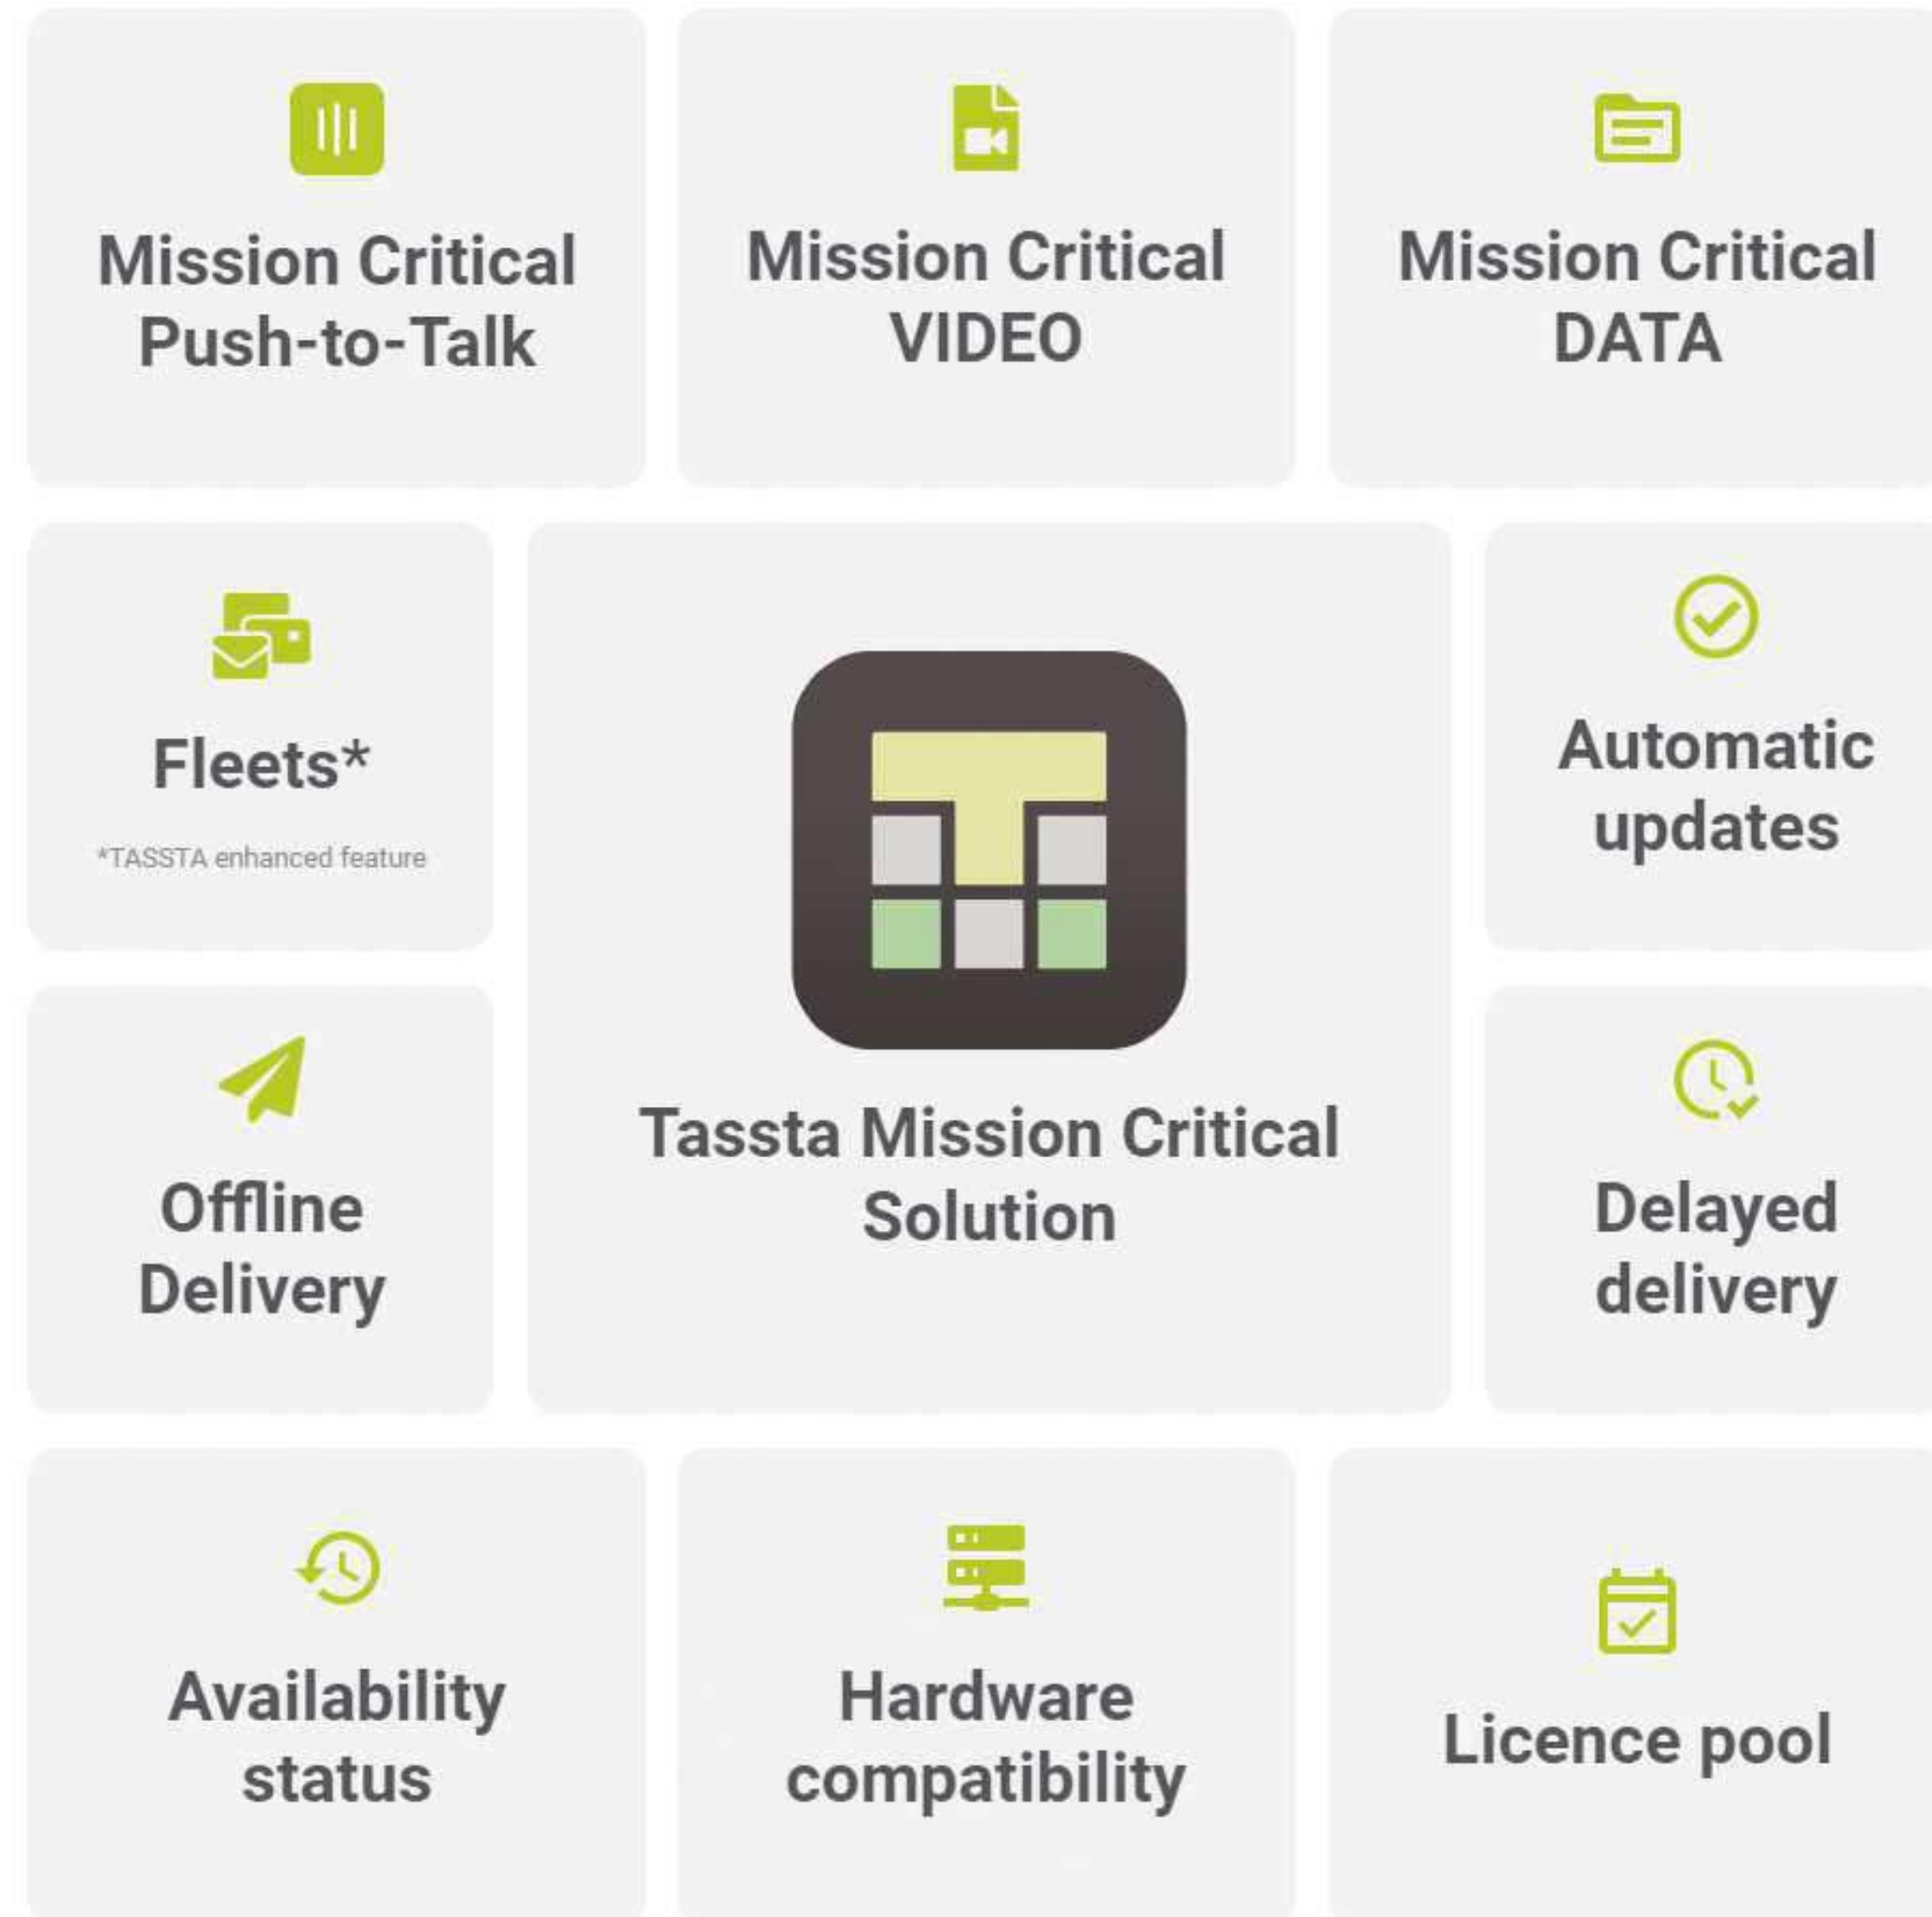 Mission Critical
Push-to-Talk
Mission Critical
VIDEO
Mission Critical
DATA
Fleets*
*TASSTA enhanced feature
Tassta Mission Critical
Solution
Automatic
updates
Offline
Delivery
Delayed
delivery
Availability
status
Hardware
compatibility
Licence pool